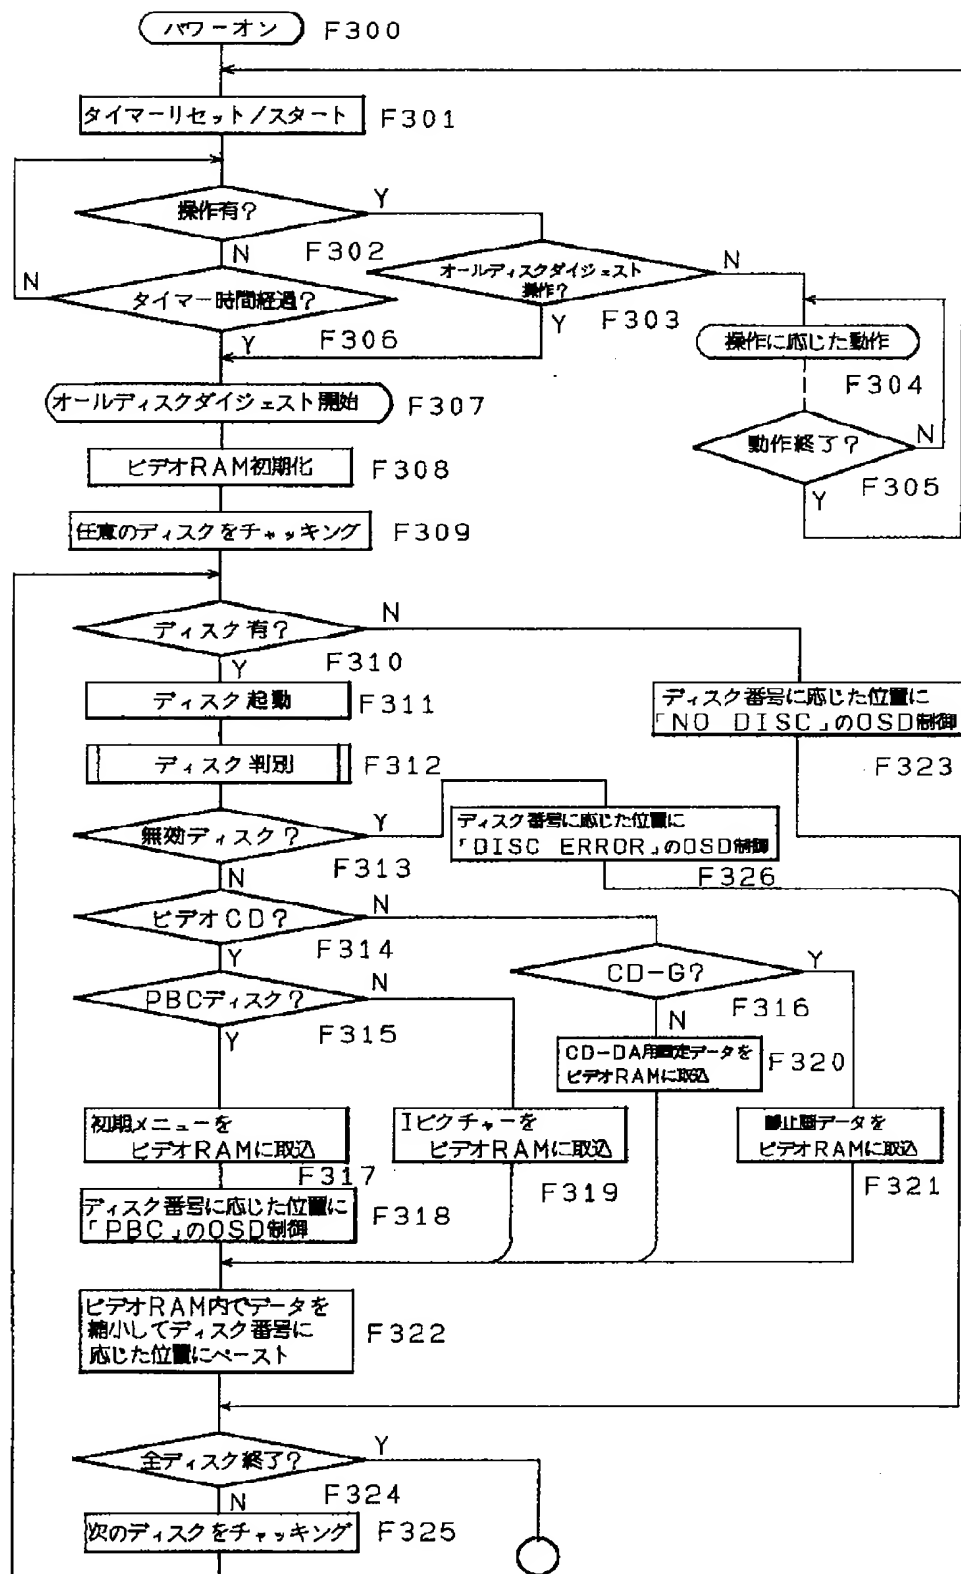 パワーオン F300
タイマーリセット/スタート F301
操作有? Y
F302
N
オールディスクダイジェスト
操作?
N
F303
Y
タイマー時間経過?
N
F306
Y
操作に応じた動作
F304
動作終了? N
F305
Y
オールディスクダイジェスト開始 F307
ビデオRAM初期化 F308
任意のディスクをチャッキング F309
ディスク有? N
F310
Y
ディスク起動 F311
ディスク番号に応じた位置に
「NO DISC」のOSD制御
F323
ディスク判別 F312
無効ディスク? Y
F313
N
ディスク番号に応じた位置に
「DISC ERROR」のOSD制御
F326
ビデオCD? N
F314
Y
CD-G? Y
F316
N
PBCディスク? N
F315
Y
CD-DA用固定データを
ビデオRAMに取込
F320
初期メニューを
ビデオRAMに取込
F317
Iピクチャーを
ビデオRAMに取込
F319
静止画データを
ビデオRAMに取込
F321
ディスク番号に応じた位置に
「PBC」のOSD制御
F318
ビデオRAM内でデータを
縮小してディスク番号に
応じた位置にペースト
F322
全ディスク終了? Y
F324
N
次のディスクをチャッキング F325